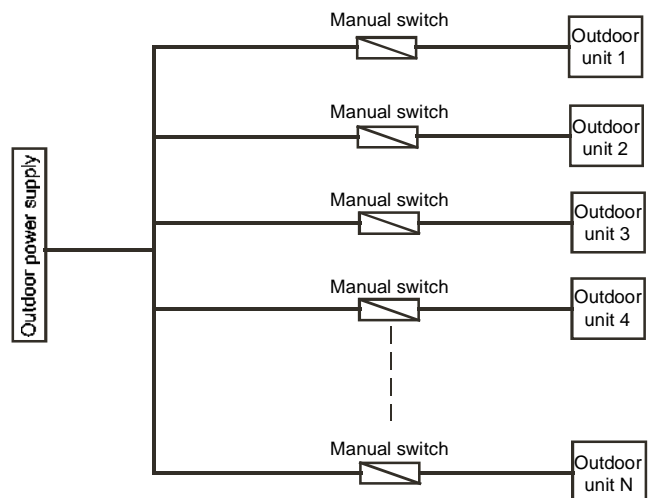 Manual switch
Outdoor
unit 1
Manual switch
Outdoor
unit 2
Outdoor power supply
Manual switch
Outdoor
unit 3
Manual switch
Outdoor
unit 4
Manual switch
Outdoor
unit N